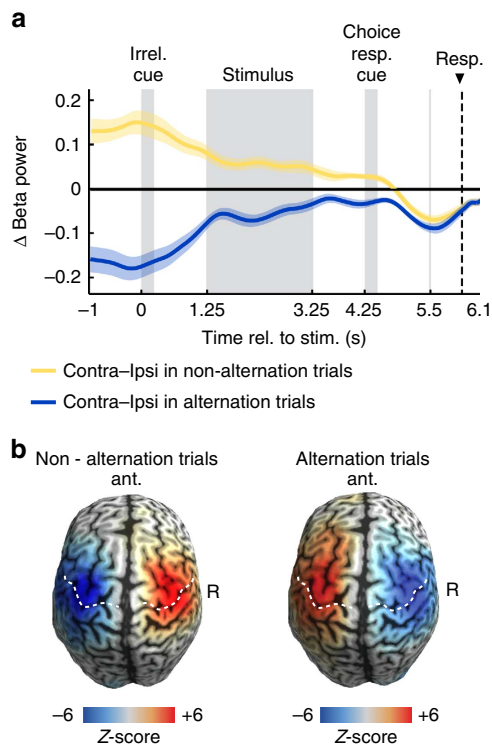 a
Irrel.
cue
Stimulus
Choice
resp.
cue
Resp.
Δ Beta power
0.2
0.1
0
−0.1
−0.2
−1
0
1.25
3.25
4.25
5.5
6.1
Time rel. to stim. (s)
Contra–Ipsi in non-alternation trials
Contra–Ipsi in alternation trials
b
Non - alternation trials
ant.
Alternation trials
ant.
R
R
−6
+6
Z-score
−6
+6
Z-score